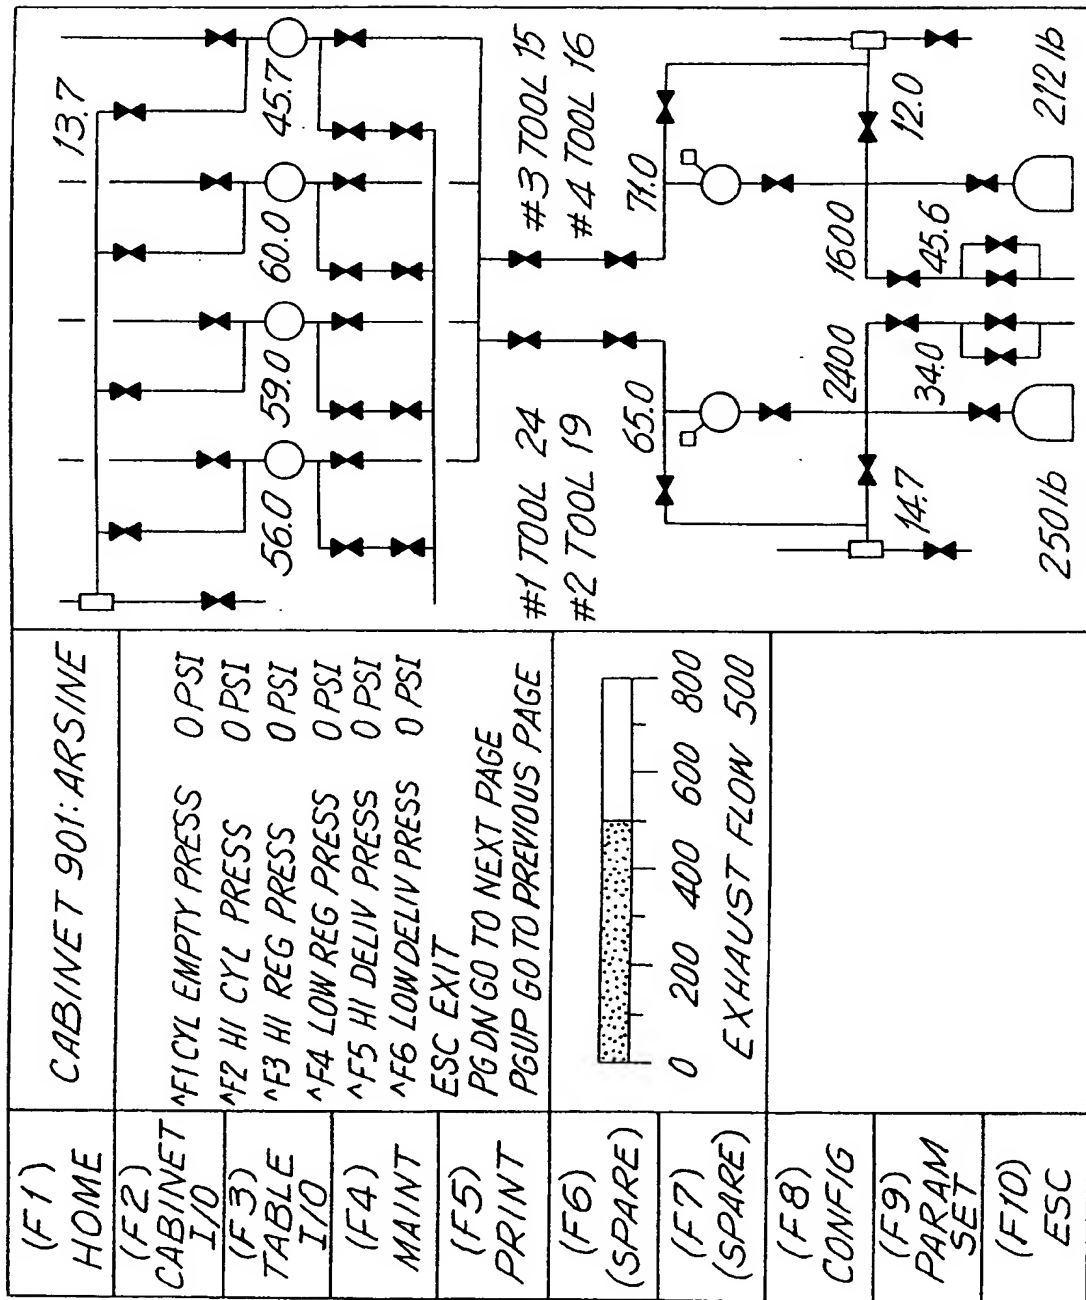 (F1)
HOME
(F2)
CABINET
I/O
(F3)
TABLE
I/O
(F4)
MAINT
(F5)
PRINT
(F6)
(SPARE)
(F7)
(SPARE)
(F8)
CONFIG
(F9)
PARAM
SET
(F10)
ESC
CABINET 901: ARSINE
^F1 CYL EMPTY PRESS 0 PSI
^F2 HI CYL PRESS 0 PSI
^F3 HI REG PRESS 0 PSI
^F4 LOW REG PRESS 0 PSI
^F5 HI DELIV PRESS 0 PSI
^F6 LOW DELIV PRESS 0 PSI
ESC EXIT
PG DN GO TO NEXT PAGE
PGUP GO TO PREVIOUS PAGE
0 200 400 600 800
EXHAUST FLOW 500
13.7
56.0 59.0 60.0 45.7
#1 TOOL 24
#2 TOOL 19
#3 TOOL 15
#4 TOOL 16
65.0 71.0
2400 1600
14.7 34.0 45.6 12.0
250 lb 212 lb